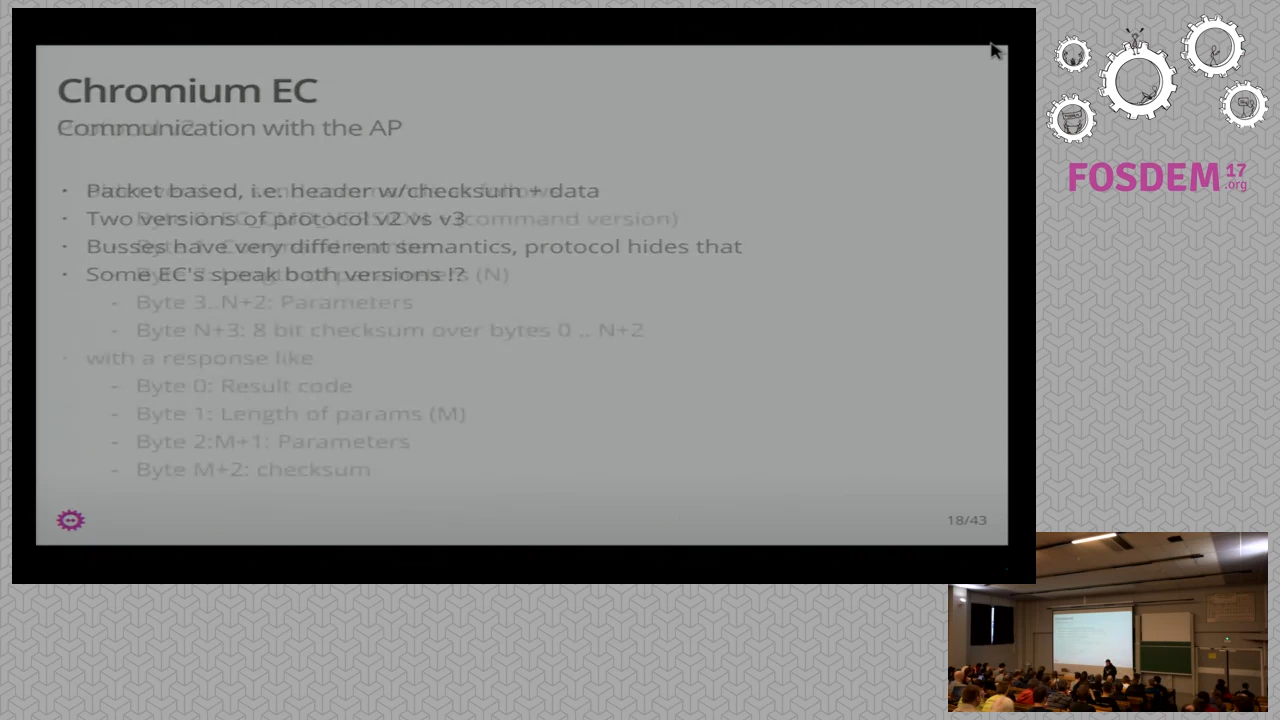 Chromium EC
Communication with the AP
· Packet based, i.e. header w/checksum + data
· Two versions of protocol v2 vs v3
command version)
· Busses have very different semantics, protocol hides that
· Some EC's speak both versions !?
(N)
- Byte 3..N+2: Parameters
- Byte N+3: 8 bit checksum over bytes 0 .. N+2
· with a response like
- Byte 0: Result code
- Byte 1: Length of params (M)
- Byte 2:M+1: Parameters
- Byte M+2: checksum
18/43
FOSDEM 17
.org